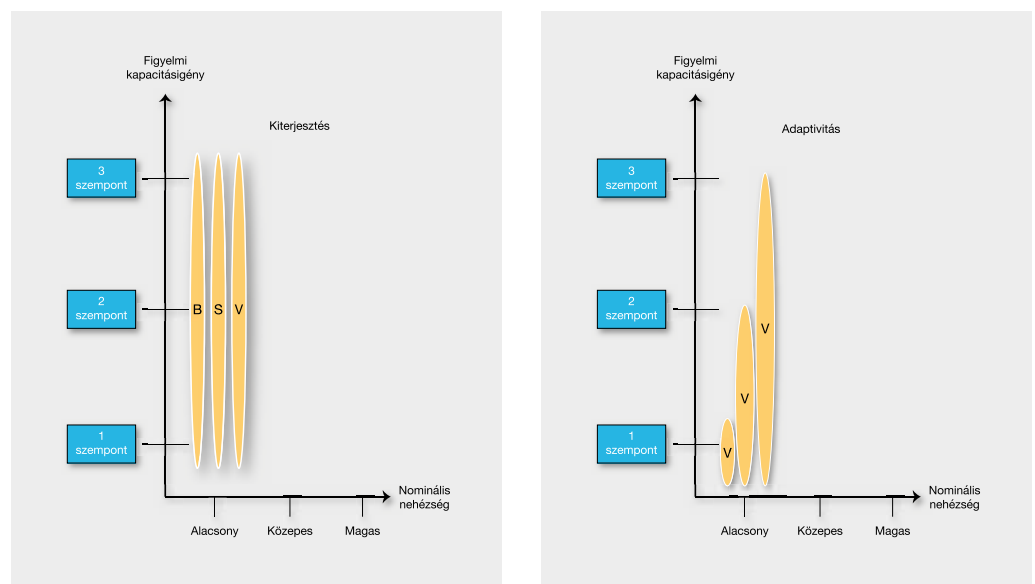 Figyelmi
kapacitásigény
Kiterjesztés
3
szempont
2
szempont
B S V
1
szempont
Nominális
nehézség
Alacsony Közepes Magas
Figyelmi
kapacitásigény
Adaptivitás
3
szempont
2
szempont
V
V
1
szempont
V
Nominális
nehézség
Alacsony Közepes Magas